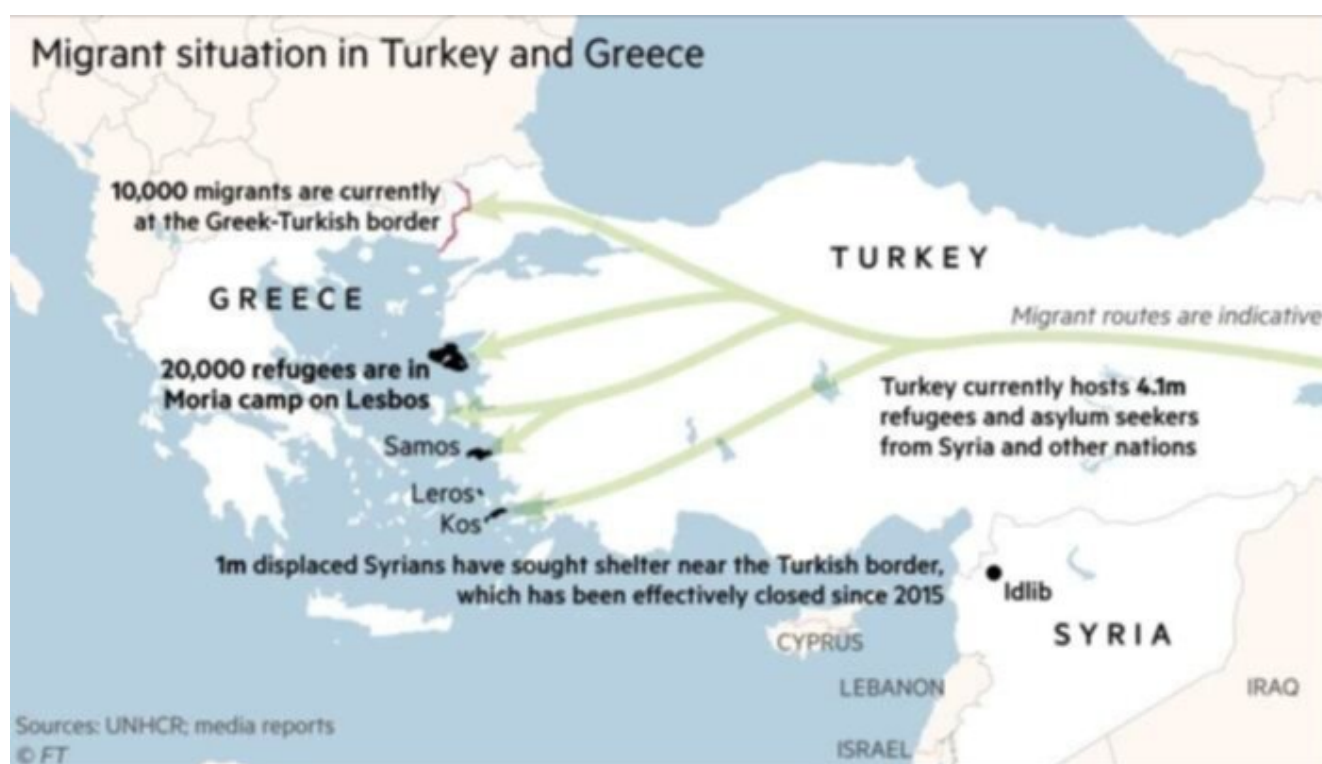 Migrant situation in Turkey and Greece
10,000 migrants are currently
at the Greek-Turkish border
TURKEY
GREECE
Migrant routes are indicative
20,000 refugees are in
Moria camp on Lesbos
Turkey currently hosts 4.1m
refugees and asylum seekers
from Syria and other nations
Samos
Leros
Kos
1m displaced Syrians have sought shelter near the Turkish border,
which has been effectively closed since 2015
Idlib
SYRIA
CYPRUS
LEBANON
IRAQ
ISRAEL
Sources: UNHCR; media reports
© FT